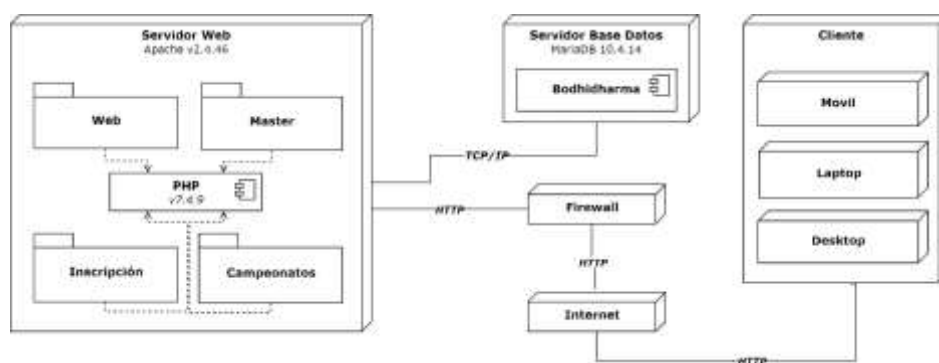 Servidor Web
Apache v2.4.46
Web
Master
PHP
v7.4.9
Inscripción
Campeonatos
Servidor Base Datos
MariaDB 10.4.14
Bodhidharma
TCP/IP
HTTP
Firewall
HTTP
Internet
HTTP
Cliente
Movil
Laptop
Desktop